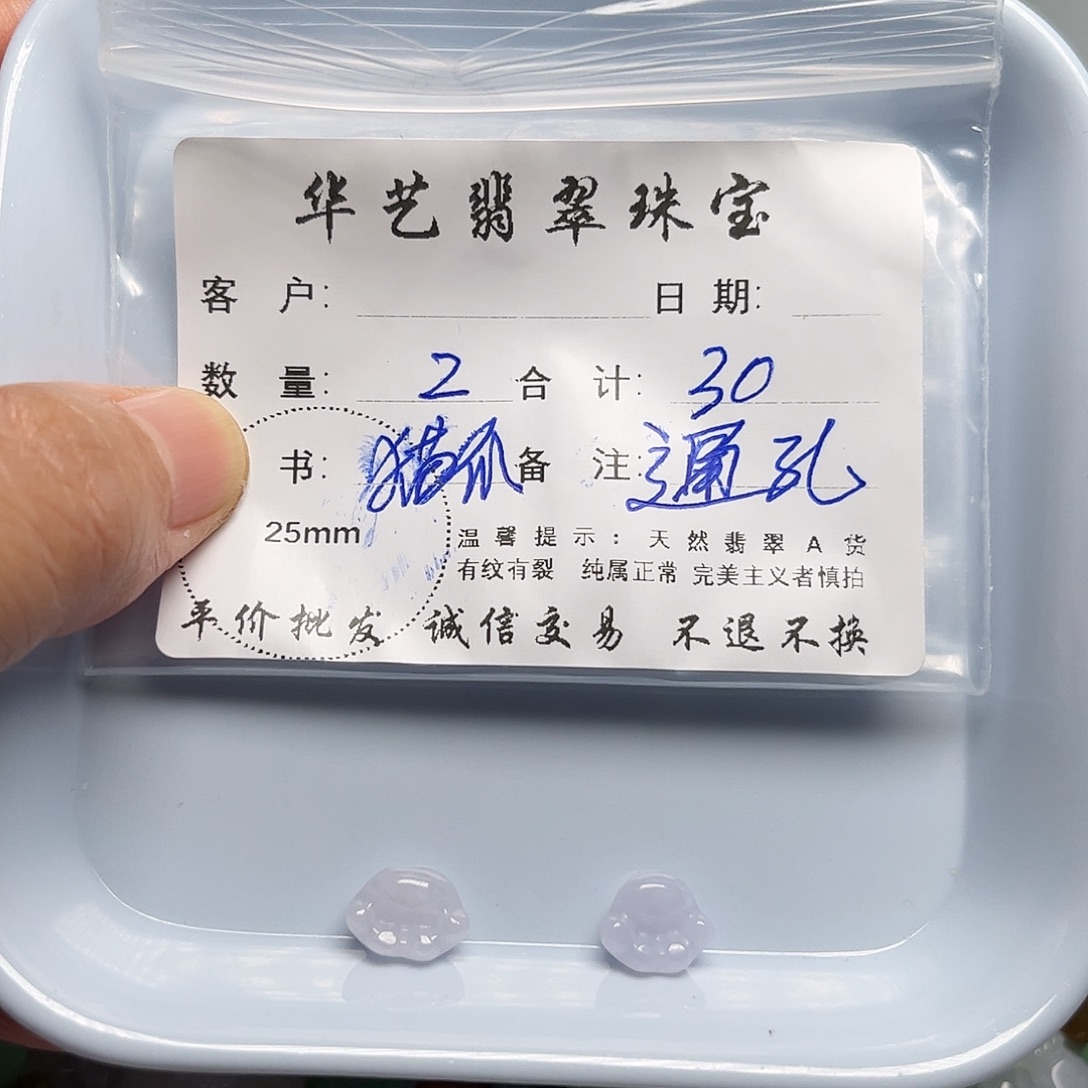 华艺翡翠珠宝
客户: 日期:
数量: 2 合计: 30
书: 猫爪 备注: 通孔
25mm
温馨提示: 天然翡翠A货
有纹有裂 纯属正常 完美主义者慎拍
平价批发 诚信交易 不退不换